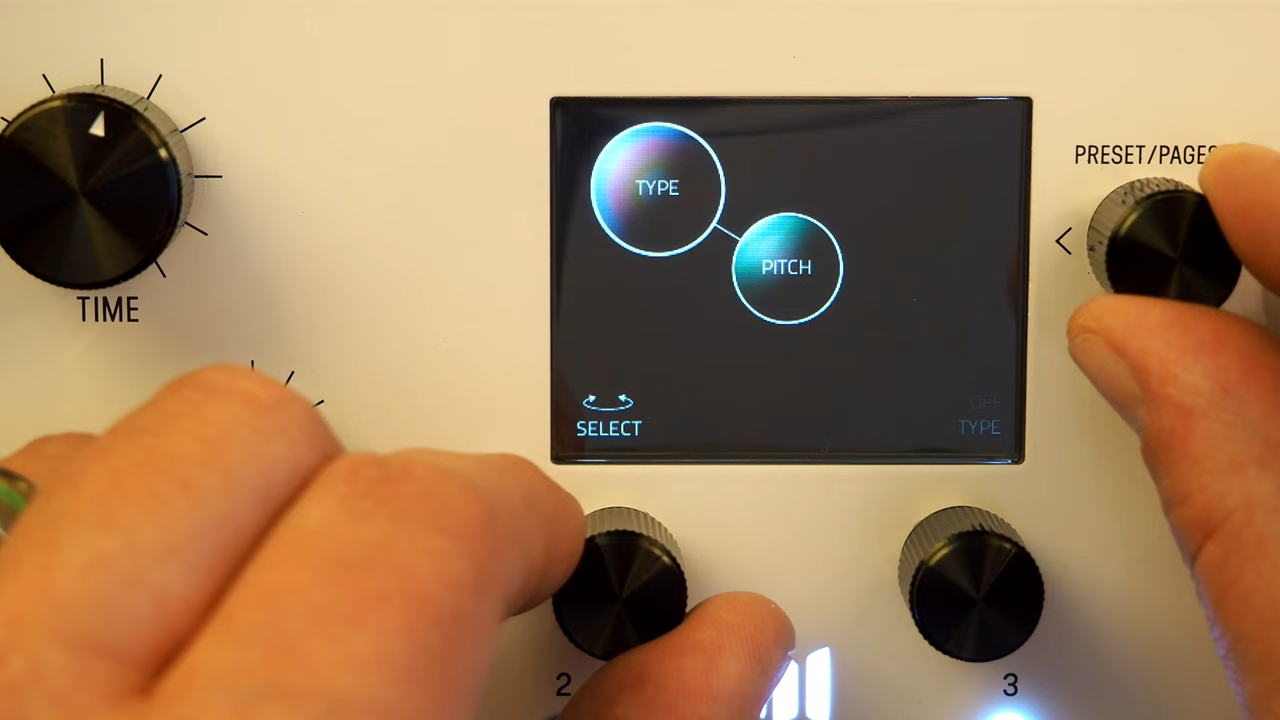 PRESET/PAGES
TYPE
PITCH
TIME
OFF
SELECT
TYPE
2
3